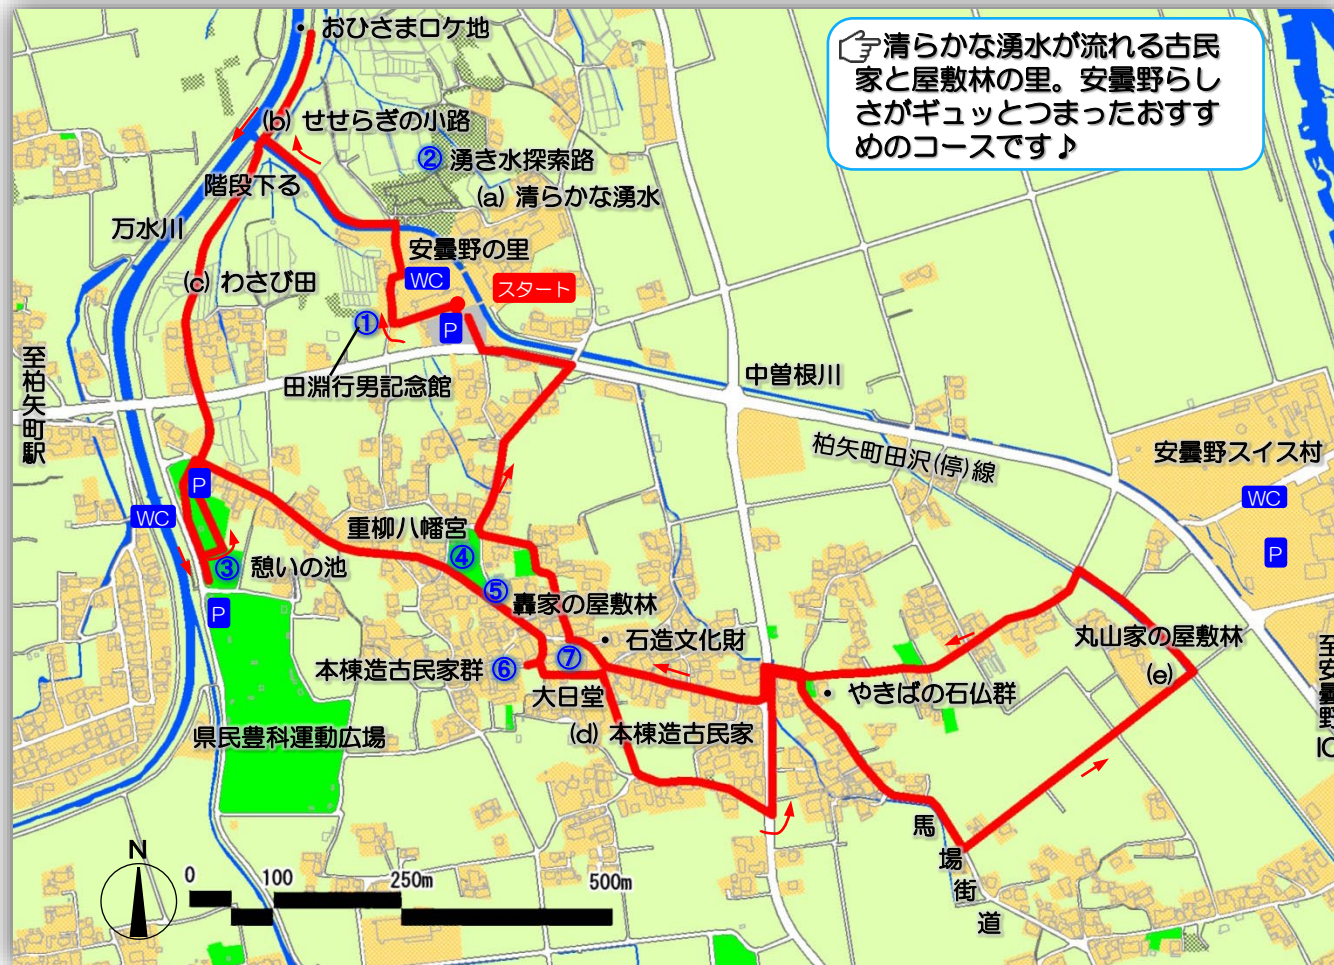 おひさまロケ地
清らかな湧水が流れる古民
家と屋敷林の里。安曇野らし
さがギュッとつまったおすす
めのコースです♪
(b) せせらぎの小路
② 湧き水探索路
階段下る
(a) 清らかな湧水
万水川
安曇野の里
WC
(c) わさび田
スタート
①
P
至柏矢町駅
田淵行男記念館
中曽根川
柏矢町田沢(停)線
安曇野スイス村
WC
P
P
WC
重柳八幡宮
④
③ 憩いの池
⑤
轟家の屋敷林
P
石造文化財
丸山家の屋敷林
(e)
至安曇野IC
本棟造古民家群 ⑥
⑦
大日堂
やきばの石仏群
(d) 本棟造古民家
県民豊科運動広場
馬場街道
N
0 100 250m 500m